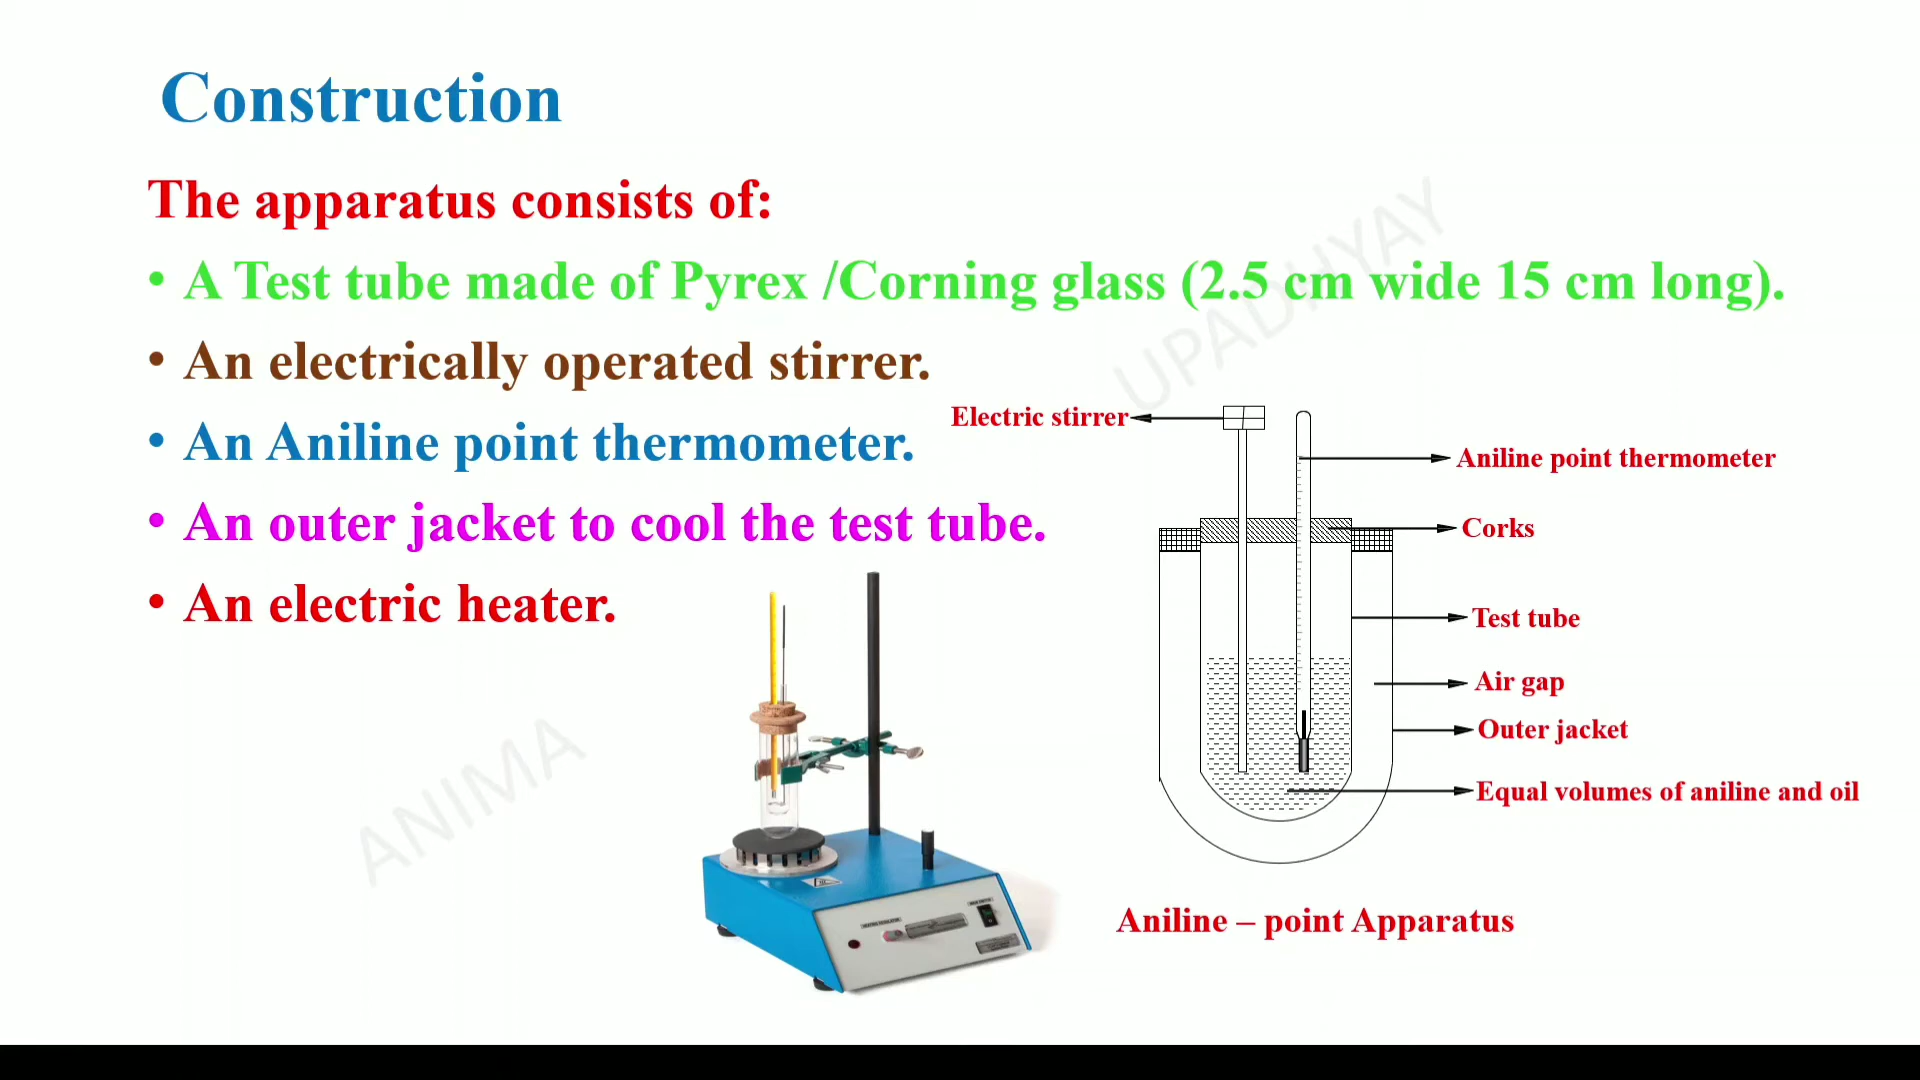 Construction
The apparatus consists of:
• A Test tube made of Pyrex /Corning glass (2.5 cm wide 15 cm long).
• An electrically operated stirrer.
• An Aniline point thermometer.
• An outer jacket to cool the test tube.
• An electric heater.
Electric stirrer
Aniline point thermometer
Corks
Test tube
Air gap
Outer jacket
Equal volumes of aniline and oil
Aniline – point Apparatus
ANIMA
UPADHYAY